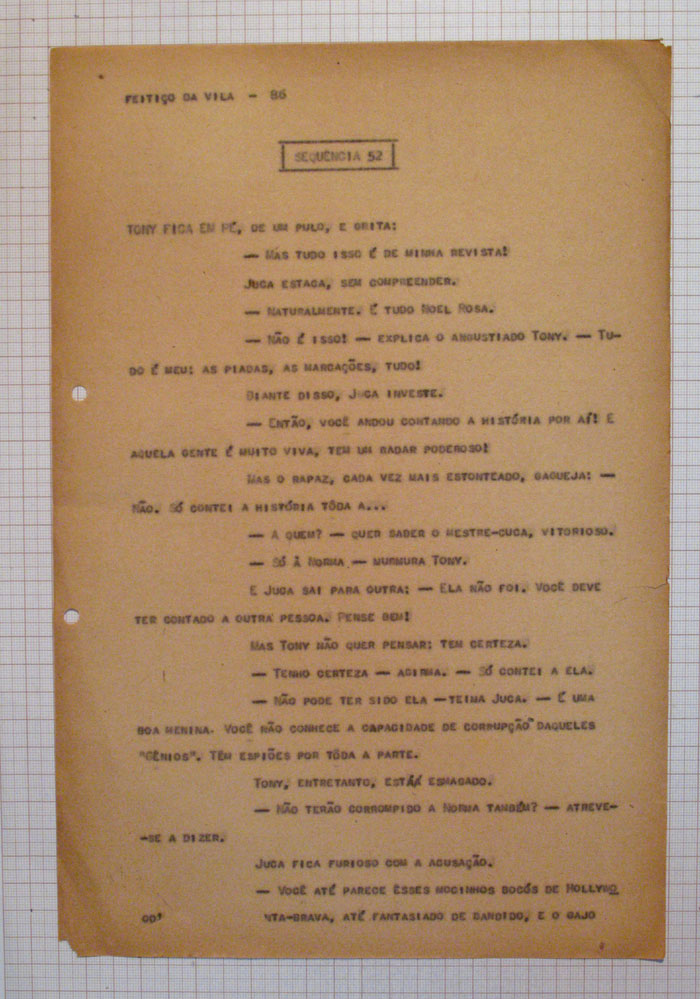 FEITIÇO DA VILA - 86
SEQUÊNCIA 52
TONY FICA EM PÉ, DE UM PULO, E GRITA:
— MAS TUDO ISSO É DE MINHA REVISTA!
JUCA ESTACA, SEM COMPREENDER.
— NATURALMENTE. É TUDO NOEL ROSA.
— NÃO É ISSO! — EXPLICA O ANGUSTIADO TONY. — TU-
DO É MEU: AS PIADAS, AS MARCAÇÕES, TUDO!
DIANTE DISSO, JUCA INVESTE.
— ENTÃO, VOCÊ ANDOU CONTANDO A HISTÓRIA POR AÍ! E
AQUELA GENTE É MUITO VIVA, TEM UM RADAR PODEROSO!
MAS O RAPAZ, CADA VEZ MAIS ESTONTEADO, GAGUEJA: —
NÃO. SÓ CONTEI A HISTÓRIA TÔDA A...
— A QUEM? — QUER SABER O MESTRE-CUCA, VITORIOSO.
— SÓ À NORMA — MURMURA TONY.
E JUCA SAI PARA OUTRA: — ELA NÃO FOI. VOCÊ DEVE
TER CONTADO A OUTRA PESSOA. PENSE BEM!
MAS TONY NÃO QUER PENSAR: TEM CERTEZA.
— TENHO CERTEZA — AGIRMA. — SÓ CONTEI A ELA.
— NÃO PODE TER SIDO ELA —TEIMA JUCA. — É UMA
BOA MENINA. VOCÊ NÃO CONHECE A CAPACIDADE DE CORRUPÇÃO DAQUELES
"GÊNIOS". TÊM ESPIÕES POR TÔDA A PARTE.
TONY, ENTRETANTO, ESTÁ ESMAGADO.
— NÃO TERÃO CORROMPIDO A NORMA TAMBÉM? — ATREVE-
-SE A DIZER.
JUCA FICA FURIOSO COM A ACUSAÇÃO.
— VOCÊ ATÉ PARECE ÊSSES MOCINHOS BOCÓS DE HOLLYWO
OD' NTA-BRAVA, ATÉ FANTASIADO DE BANDIDO, E O GAJO